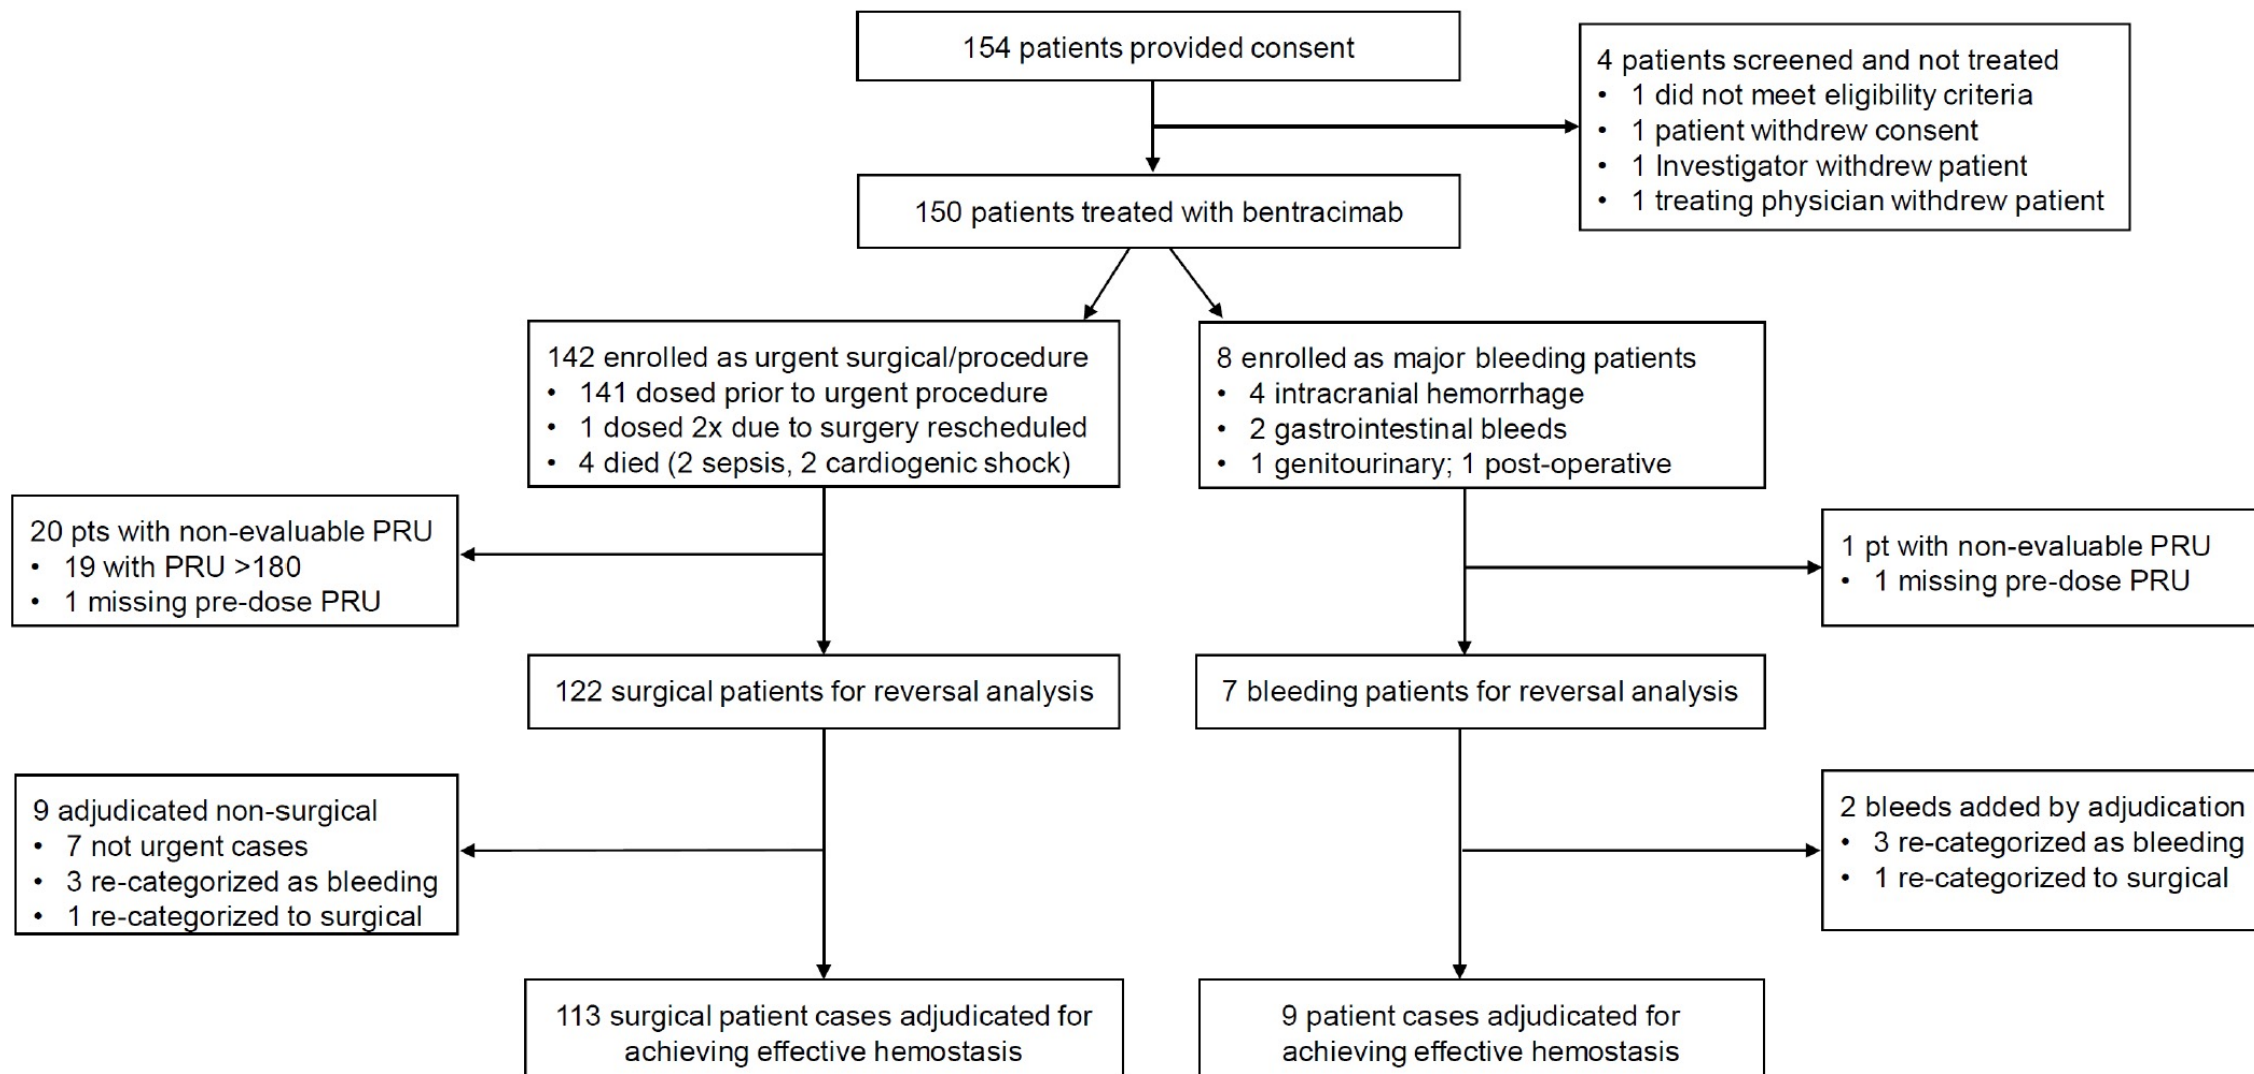 154 patients provided consent
4 patients screened and not treated
• 1 did not meet eligibility criteria
• 1 patient withdrew consent
• 1 Investigator withdrew patient
• 1 treating physician withdrew patient
150 patients treated with bentracimab
142 enrolled as urgent surgical/procedure
• 141 dosed prior to urgent procedure
• 1 dosed 2x due to surgery rescheduled
• 4 died (2 sepsis, 2 cardiogenic shock)
8 enrolled as major bleeding patients
• 4 intracranial hemorrhage
• 2 gastrointestinal bleeds
• 1 genitourinary; 1 post-operative
20 pts with non-evaluable PRU
• 19 with PRU >180
• 1 missing pre-dose PRU
1 pt with non-evaluable PRU
• 1 missing pre-dose PRU
122 surgical patients for reversal analysis
7 bleeding patients for reversal analysis
9 adjudicated non-surgical
• 7 not urgent cases
• 3 re-categorized as bleeding
• 1 re-categorized to surgical
2 bleeds added by adjudication
• 3 re-categorized as bleeding
• 1 re-categorized to surgical
113 surgical patient cases adjudicated for
achieving effective hemostasis
9 patient cases adjudicated for
achieving effective hemostasis